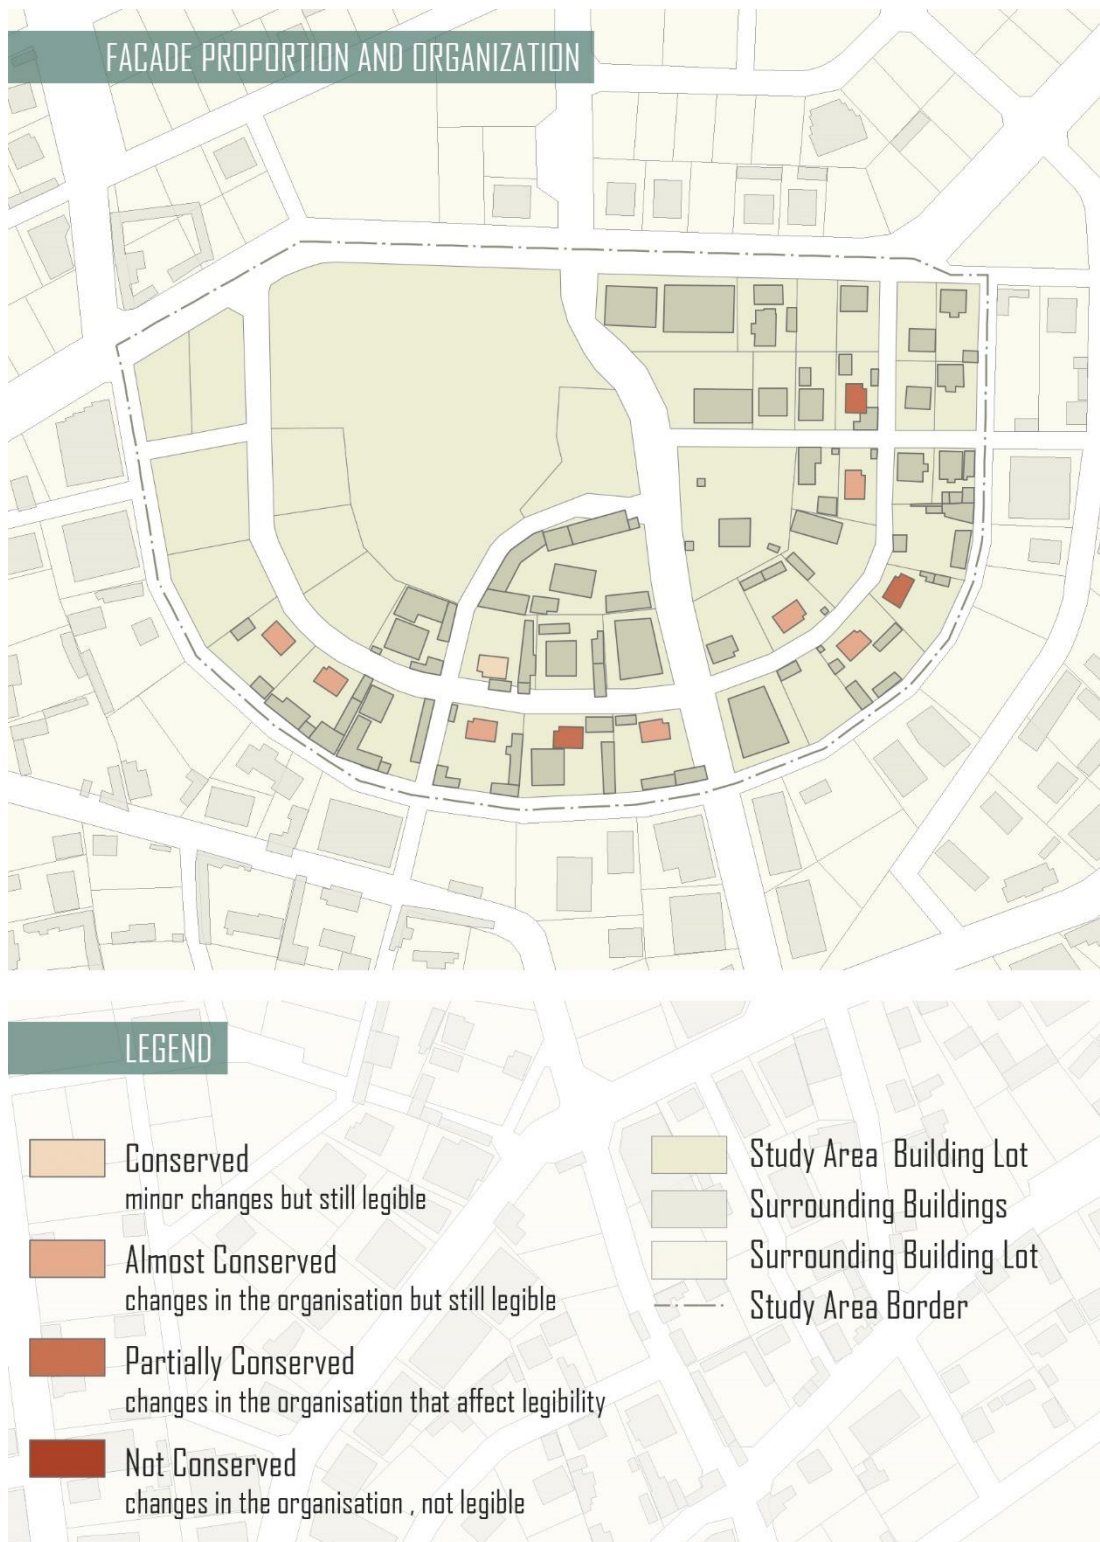 FACADE PROPORTION AND ORGANIZATION
LEGEND
Conserved
minor changes but still legible
Almost Conserved
changes in the organisation but still legible
Partially Conserved
changes in the organisation that affect legibility
Not Conserved
changes in the organisation , not legible
Study Area Building Lot
Surrounding Buildings
Surrounding Building Lot
Study Area Border